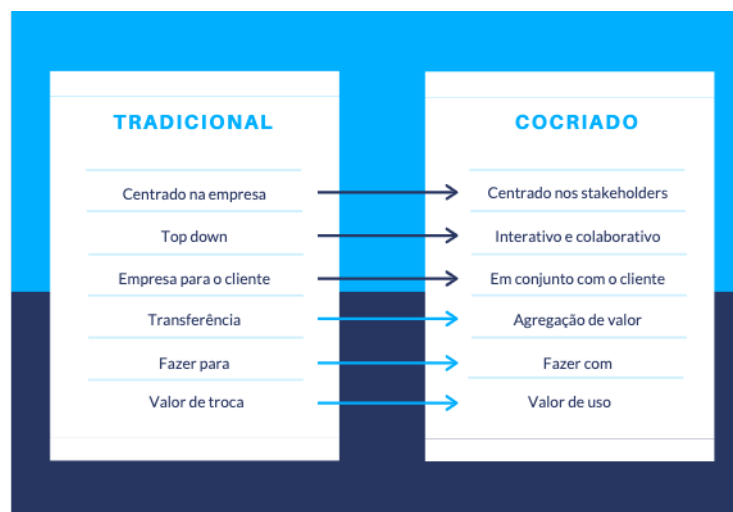 TRADICIONAL
COCRIADO
Centrado na empresa
Centrado nos stakeholders
Top down
Interativo e colaborativo
Empresa para o cliente
Em conjunto com o cliente
Transferência
Agregação de valor
Fazer para
Fazer com
Valor de troca
Valor de uso